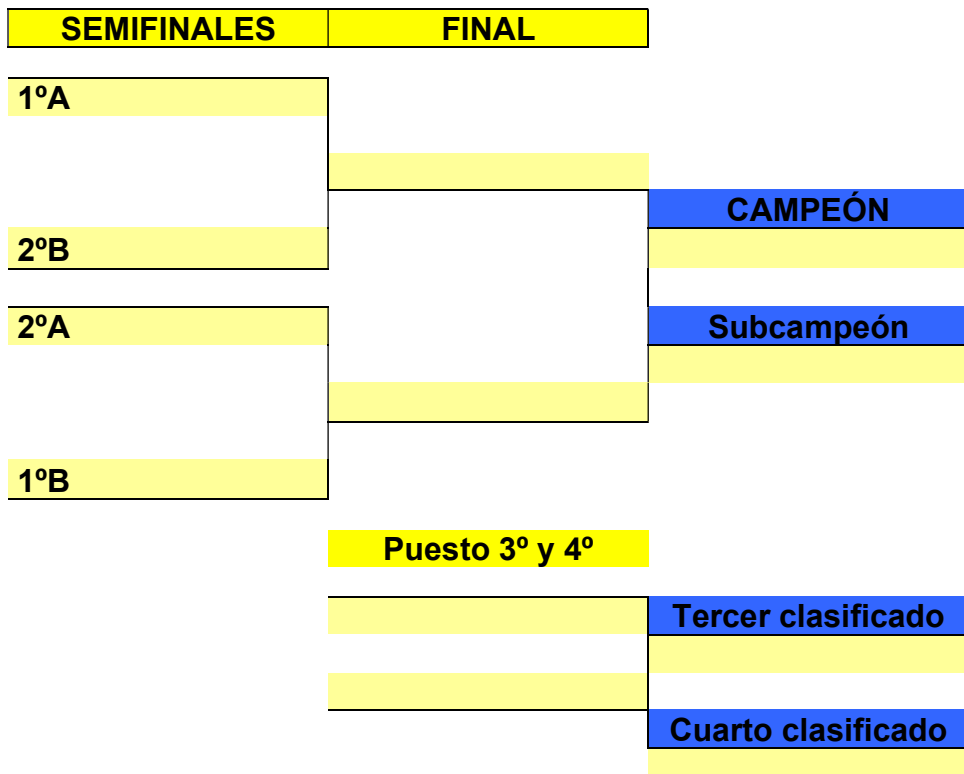 SEMIFINALES FINAL
1ºA
CAMPEÓN
2ºB
2ºA Subcampeón
1ºB
Puesto 3º y 4º
Tercer clasificado
Cuarto clasificado